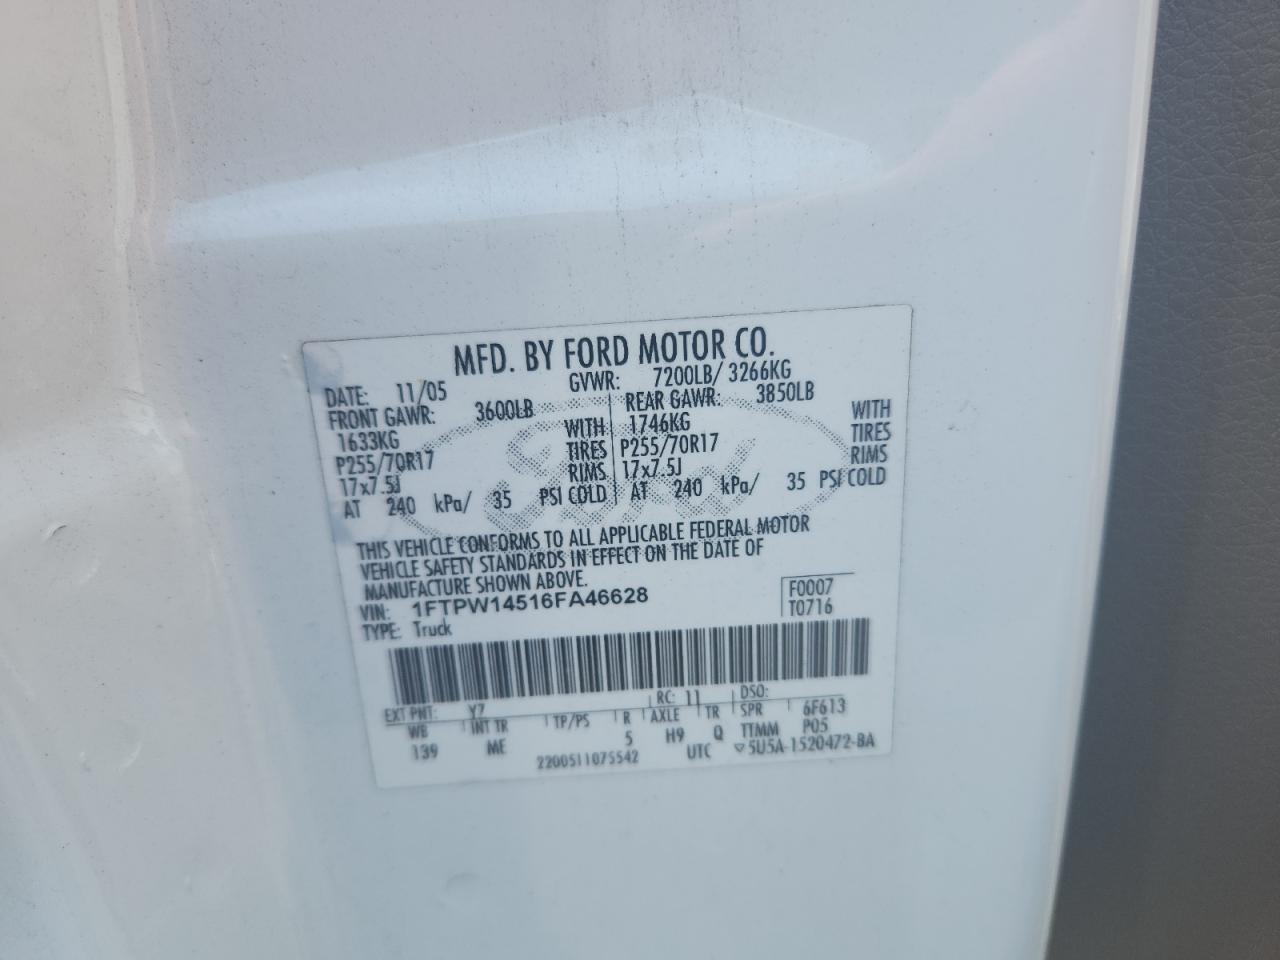 MFD. BY FORD MOTOR CO.
DATE: 11/05 GVWR: 7200LB/ 3266KG
FRONT GAWR: 3600LB REAR GAWR: 3850LB
1633KG WITH 1746KG WITH
P255/70R17 TIRES P255/70R17 TIRES
17x7.5J RIMS 17x7.5J RIMS
AT 240 kPa/ 35 PSI COLD AT 240 kPa/ 35 PSI COLD
THIS VEHICLE CONFORMS TO ALL APPLICABLE FEDERAL MOTOR
VEHICLE SAFETY STANDARDS IN EFFECT ON THE DATE OF
MANUFACTURE SHOWN ABOVE.
VIN: 1FTPW14516FA46628 F0007
TYPE: Truck T0716
EXT PNT: Y7 RC: 11 DSO:
WB INT TR TP/PS R AXLE TR SPR 6F613
139 ME 5 H9 Q TTMM P05
2200511075542 UTC ▽5U5A-1520472-BA
Ford